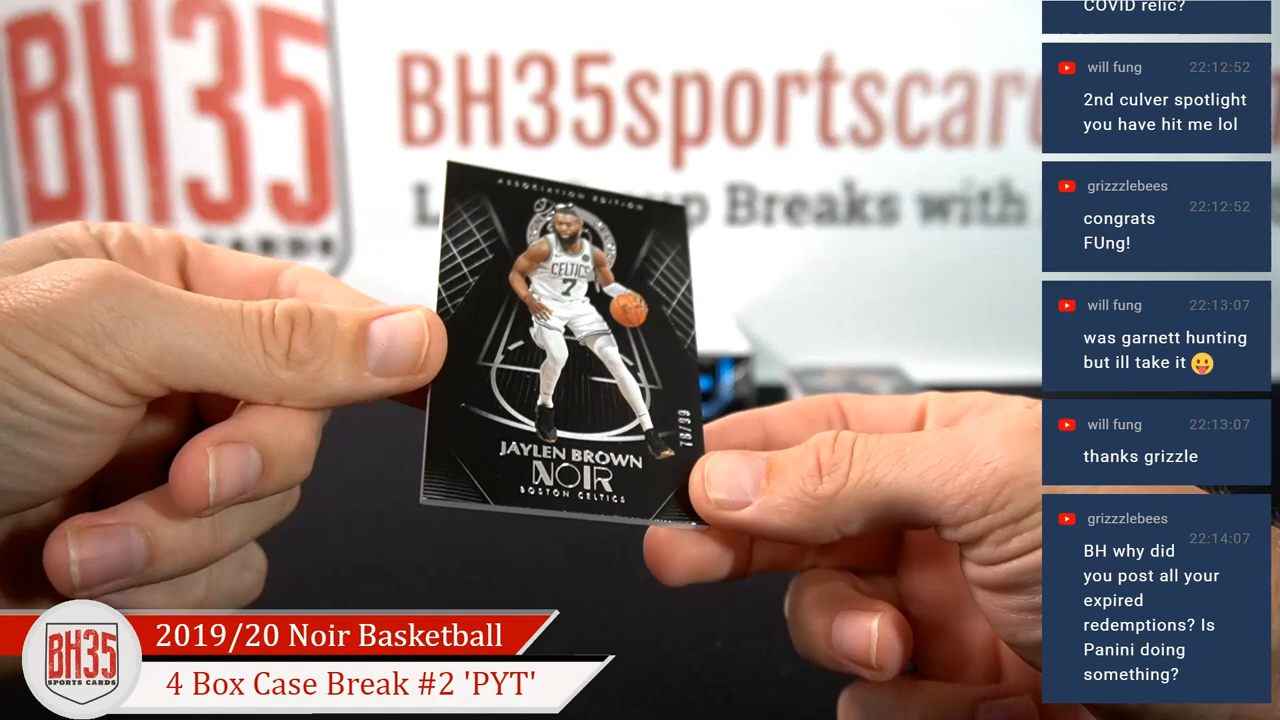 BH35
CARDS
BH35sportscar
Breaks with
ASSOCIATION EDITION
CELTICS
7
78/99
JAYLEN BROWN
NOIR
BOSTON CELTICS
BH35
SPORTS CARDS
2019/20 Noir Basketball
4 Box Case Break #2 'PYT'
COVID relic?
will fung 22:12:52
2nd culver spotlight
you have hit me lol
grizzzlebees
22:12:52
congrats
FUng!
will fung 22:13:07
was garnett hunting
but ill take it 😛
will fung 22:13:07
thanks grizzle
grizzzlebees
22:14:07
BH why did
you post all your
expired
redemptions? Is
Panini doing
something?